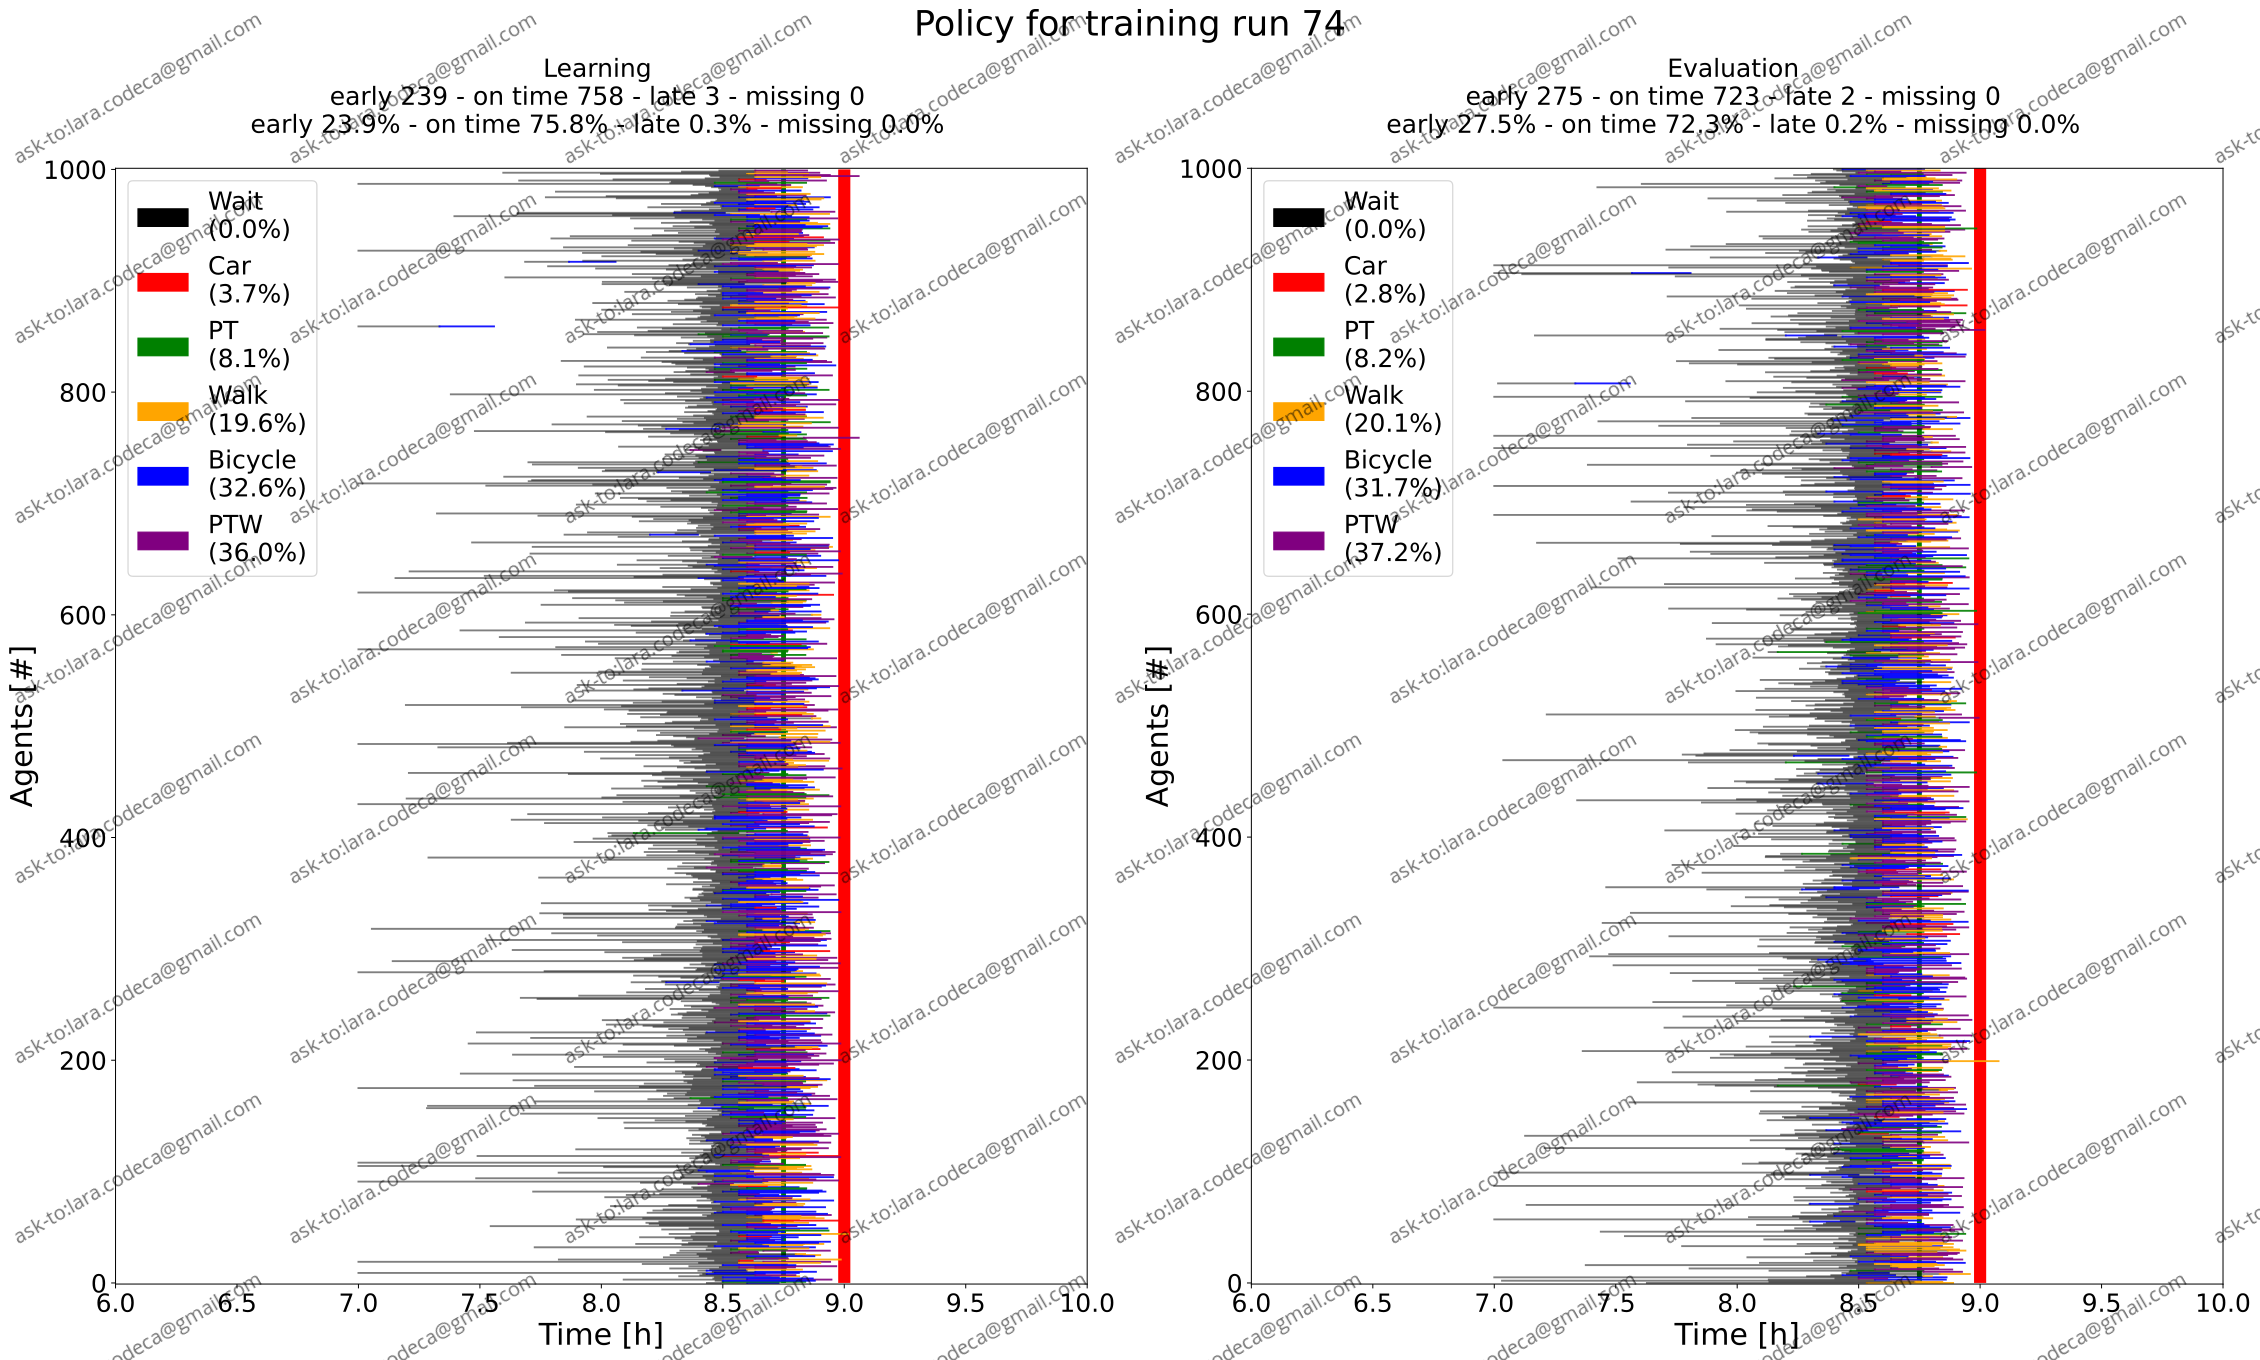 Policy for training run 74
Learning
early 239 - on time 758 - late 3 - missing 0
early 23.9% - on time 75.8% - late 0.3% - missing 0.0%
1000
800
600
400
200
0
Agents [#]
Wait
(0.0%)
Car
(3.7%)
PT
(8.1%)
Walk
(19.6%)
Bicycle
(32.6%)
PTW
(36.0%)
6.0 6.5 7.0 7.5 8.0 8.5 9.0 9.5 10.0
Time [h]
Evaluation
early 275 - on time 723 - late 2 - missing 0
early 27.5% - on time 72.3% - late 0.2% - missing 0.0%
1000
800
600
400
200
0
Agents [#]
Wait
(0.0%)
Car
(2.8%)
PT
(8.2%)
Walk
(20.1%)
Bicycle
(31.7%)
PTW
(37.2%)
6.0 6.5 7.0 7.5 8.0 8.5 9.0 9.5 10.0
Time [h]
ask-to:lara.codeca@gmail.com